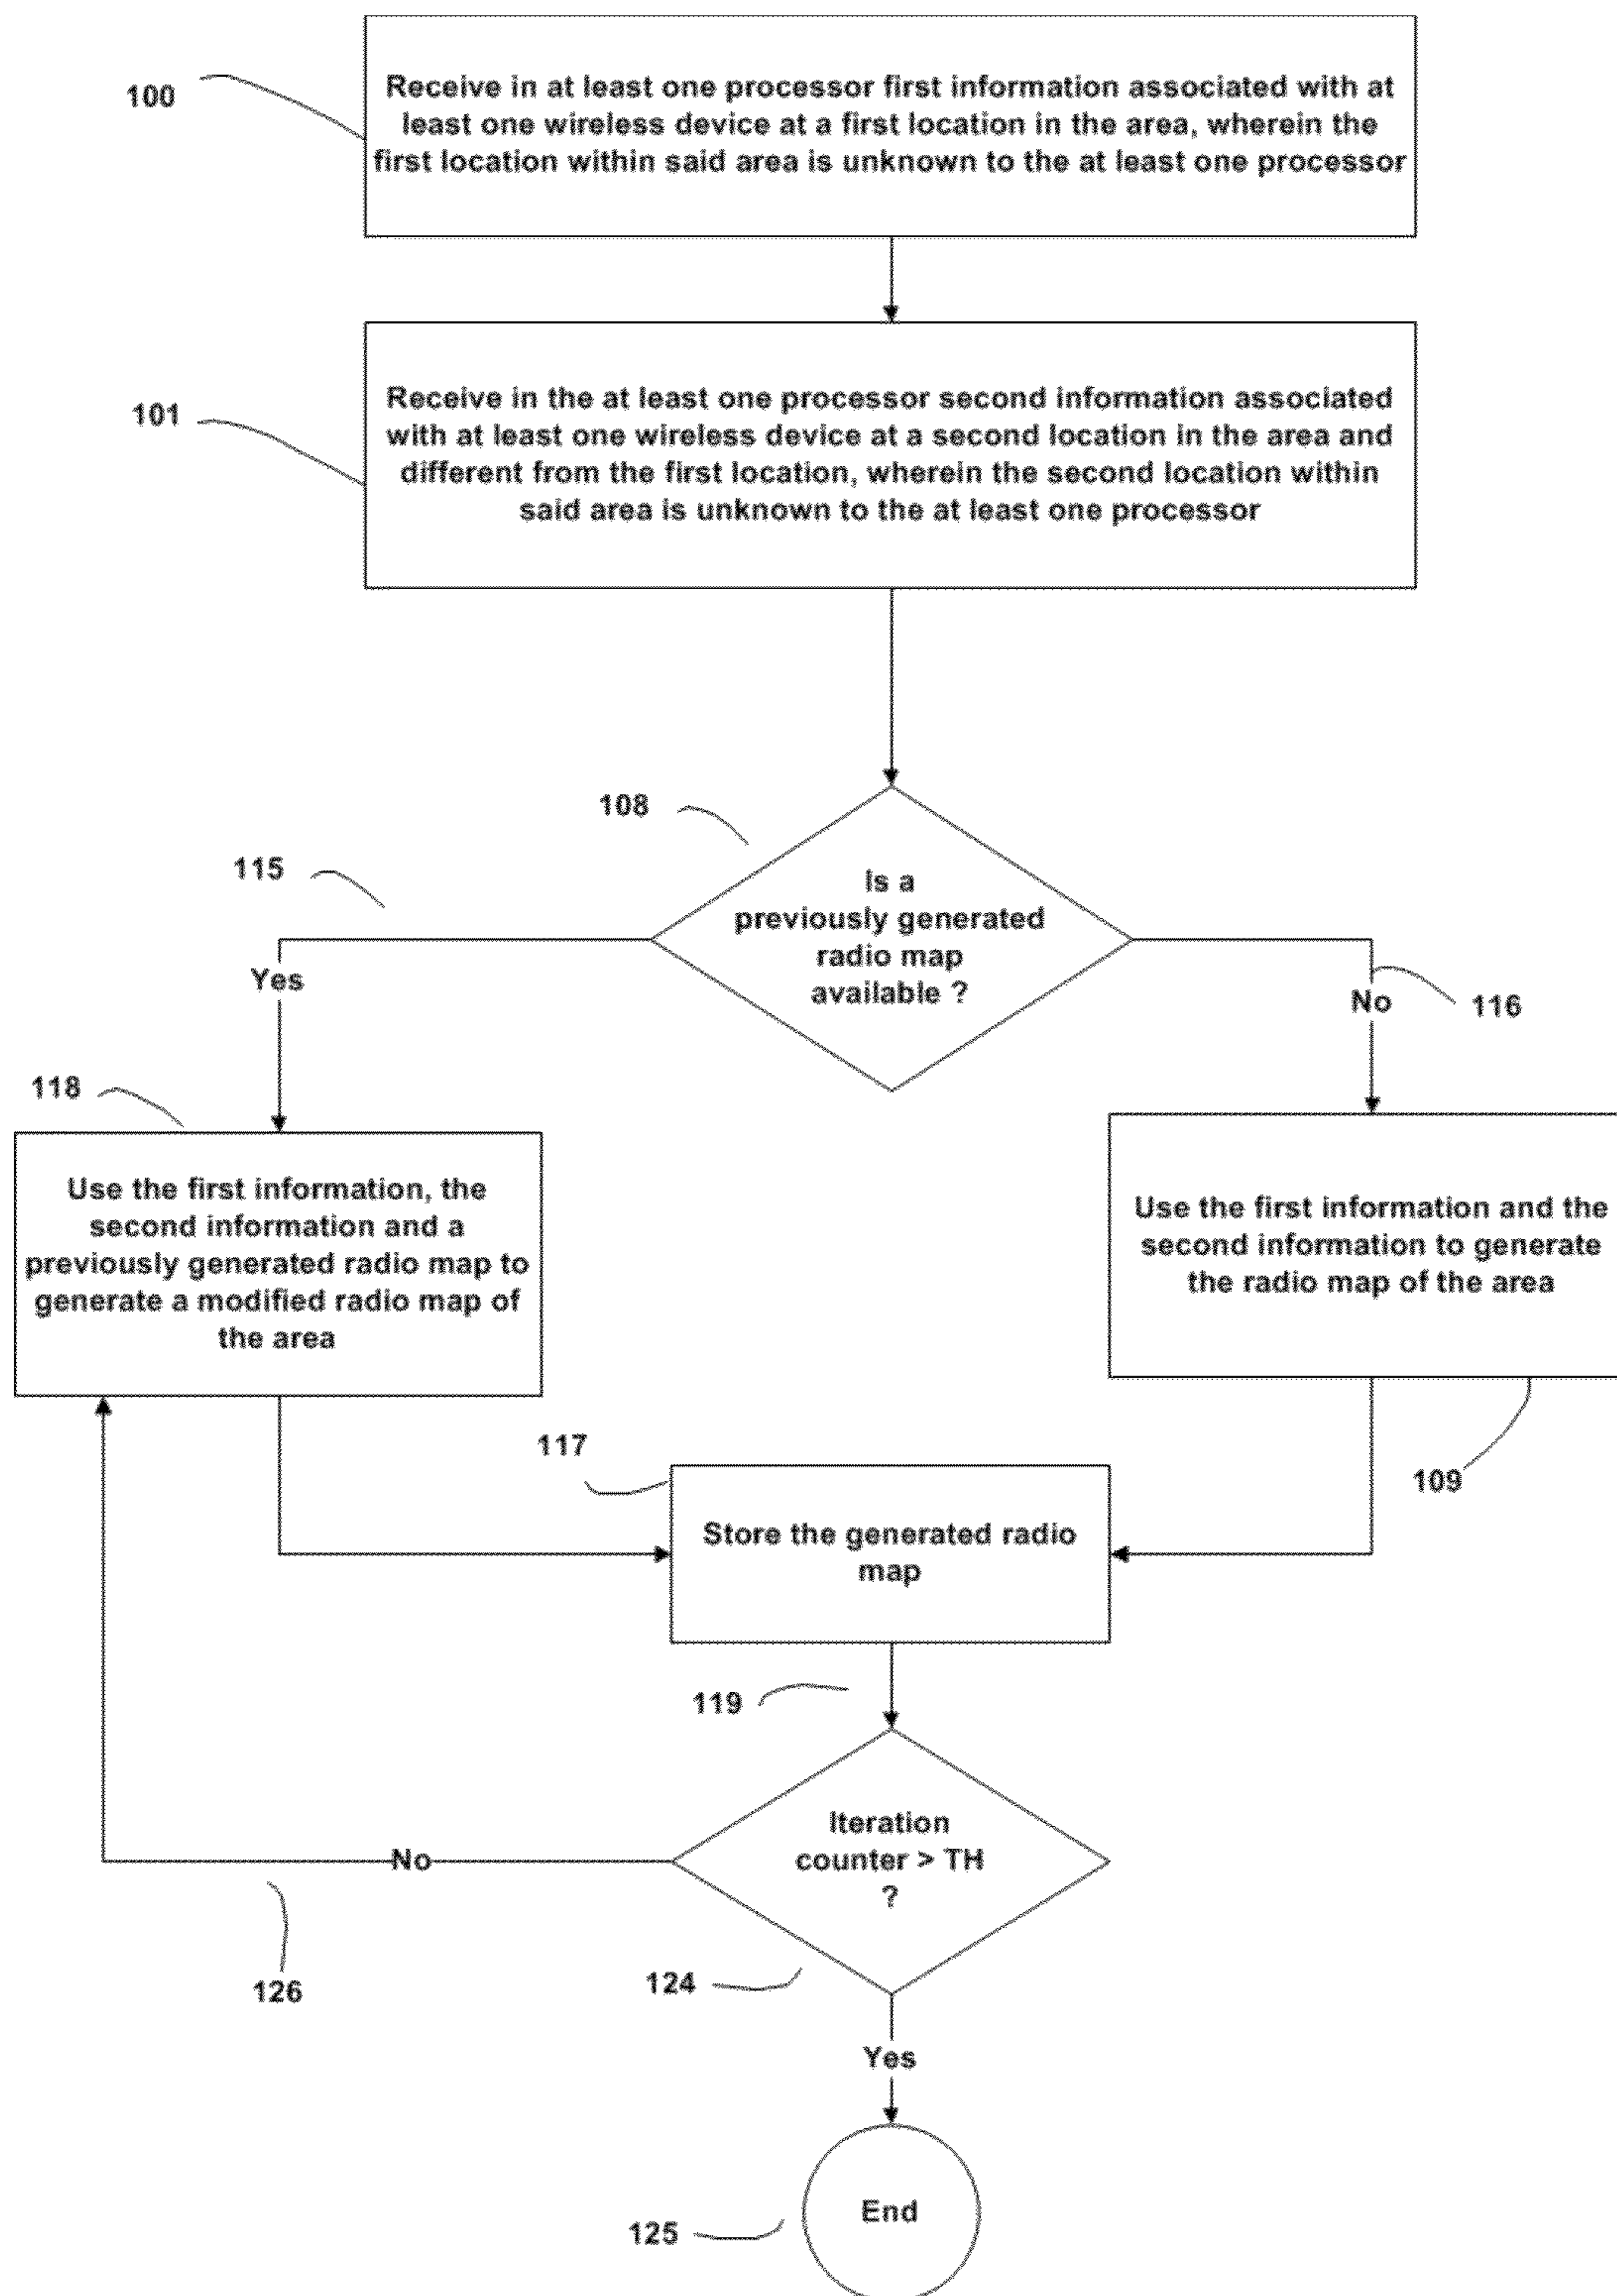 100
Receive in at least one processor first information associated with at
least one wireless device at a first location in the area, wherein the
first location within said area is unknown to the at least one processor
101
Receive in the at least one processor second information associated
with at least one wireless device at a second location in the area and
different from the first location, wherein the second location within
said area is unknown to the at least one processor
108
115
Is a
previously generated
radio map
available ?
Yes
No
116
118
Use the first information, the
second information and a
previously generated radio map to
generate a modified radio map of
the area
Use the first information and the
second information to generate
the radio map of the area
117
109
Store the generated radio
map
119
Iteration
counter > TH
?
No
126
124
Yes
End
125